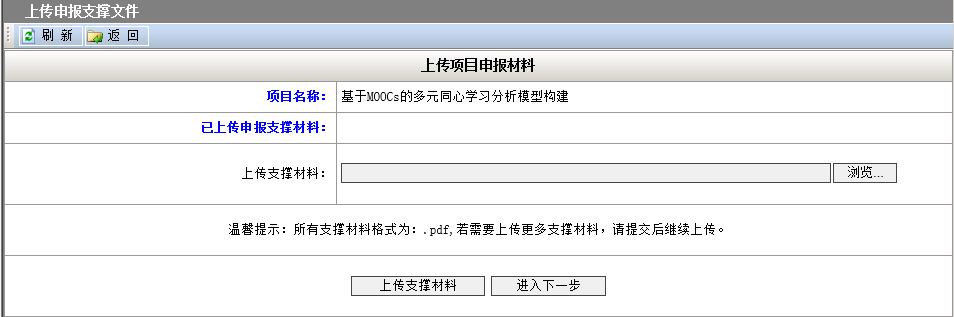 上传申报支撑文件
刷 新 返 回
上传项目申报材料
项目名称： 基于MOOCs的多元同心学习分析模型构建
已上传申报支撑材料：
上传支撑材料： 浏览...
温馨提示：所有支撑材料格式为：.pdf,若需要上传更多支撑材料，请提交后继续上传。
上传支撑材料 进入下一步